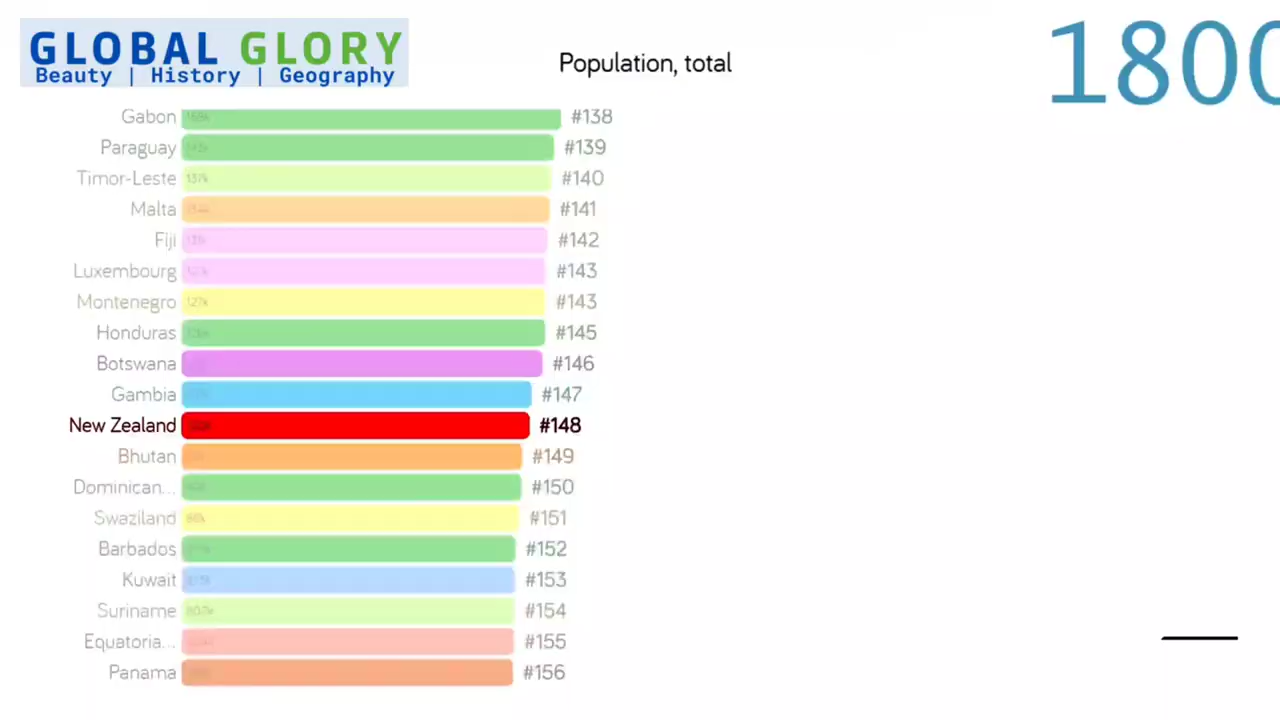 GLOBAL GLORY
Beauty | History | Geography
Population, total
1800
Gabon #138
Paraguay #139
Timor-Leste 137k #140
Malta #141
Fiji #142
Luxembourg #143
Montenegro 127k #143
Honduras #145
Botswana #146
Gambia #147
New Zealand #148
Bhutan #149
Dominican... #150
Swaziland #151
Barbados #152
Kuwait #153
Suriname #154
Equatoria... #155
Panama #156